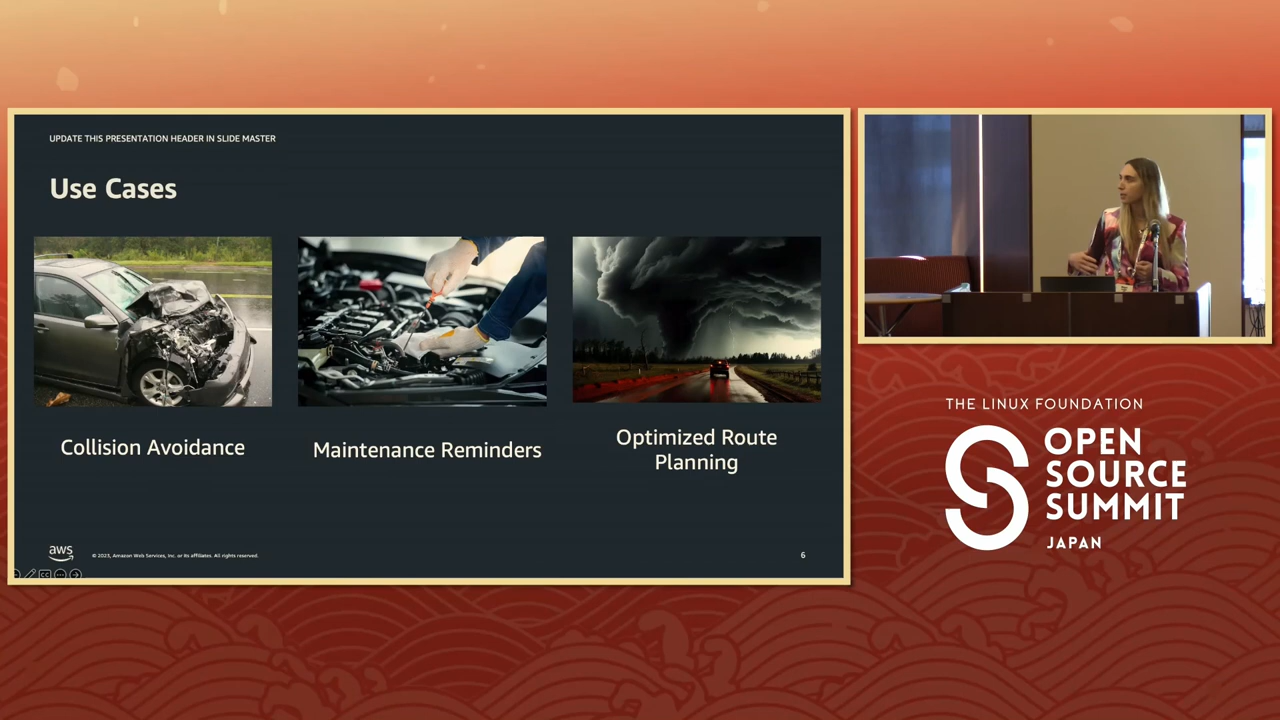 UPDATE THIS PRESENTATION HEADER IN SLIDE MASTER
Use Cases
Collision Avoidance
Maintenance Reminders
Optimized Route
Planning
aws
© 2023, Amazon Web Services, Inc. or its affiliates. All rights reserved.
6
THE LINUX FOUNDATION
OPEN
SOURCE
SUMMIT
JAPAN